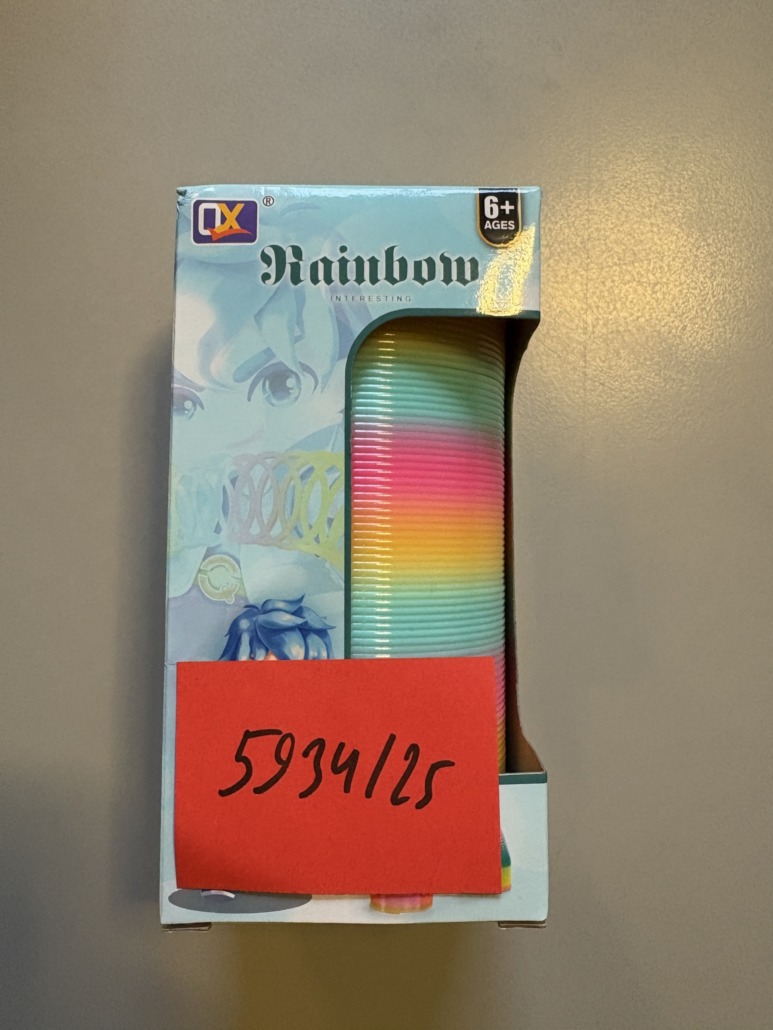 QX ®
6+
AGES
Rainbow
INTERESTING
5934/25